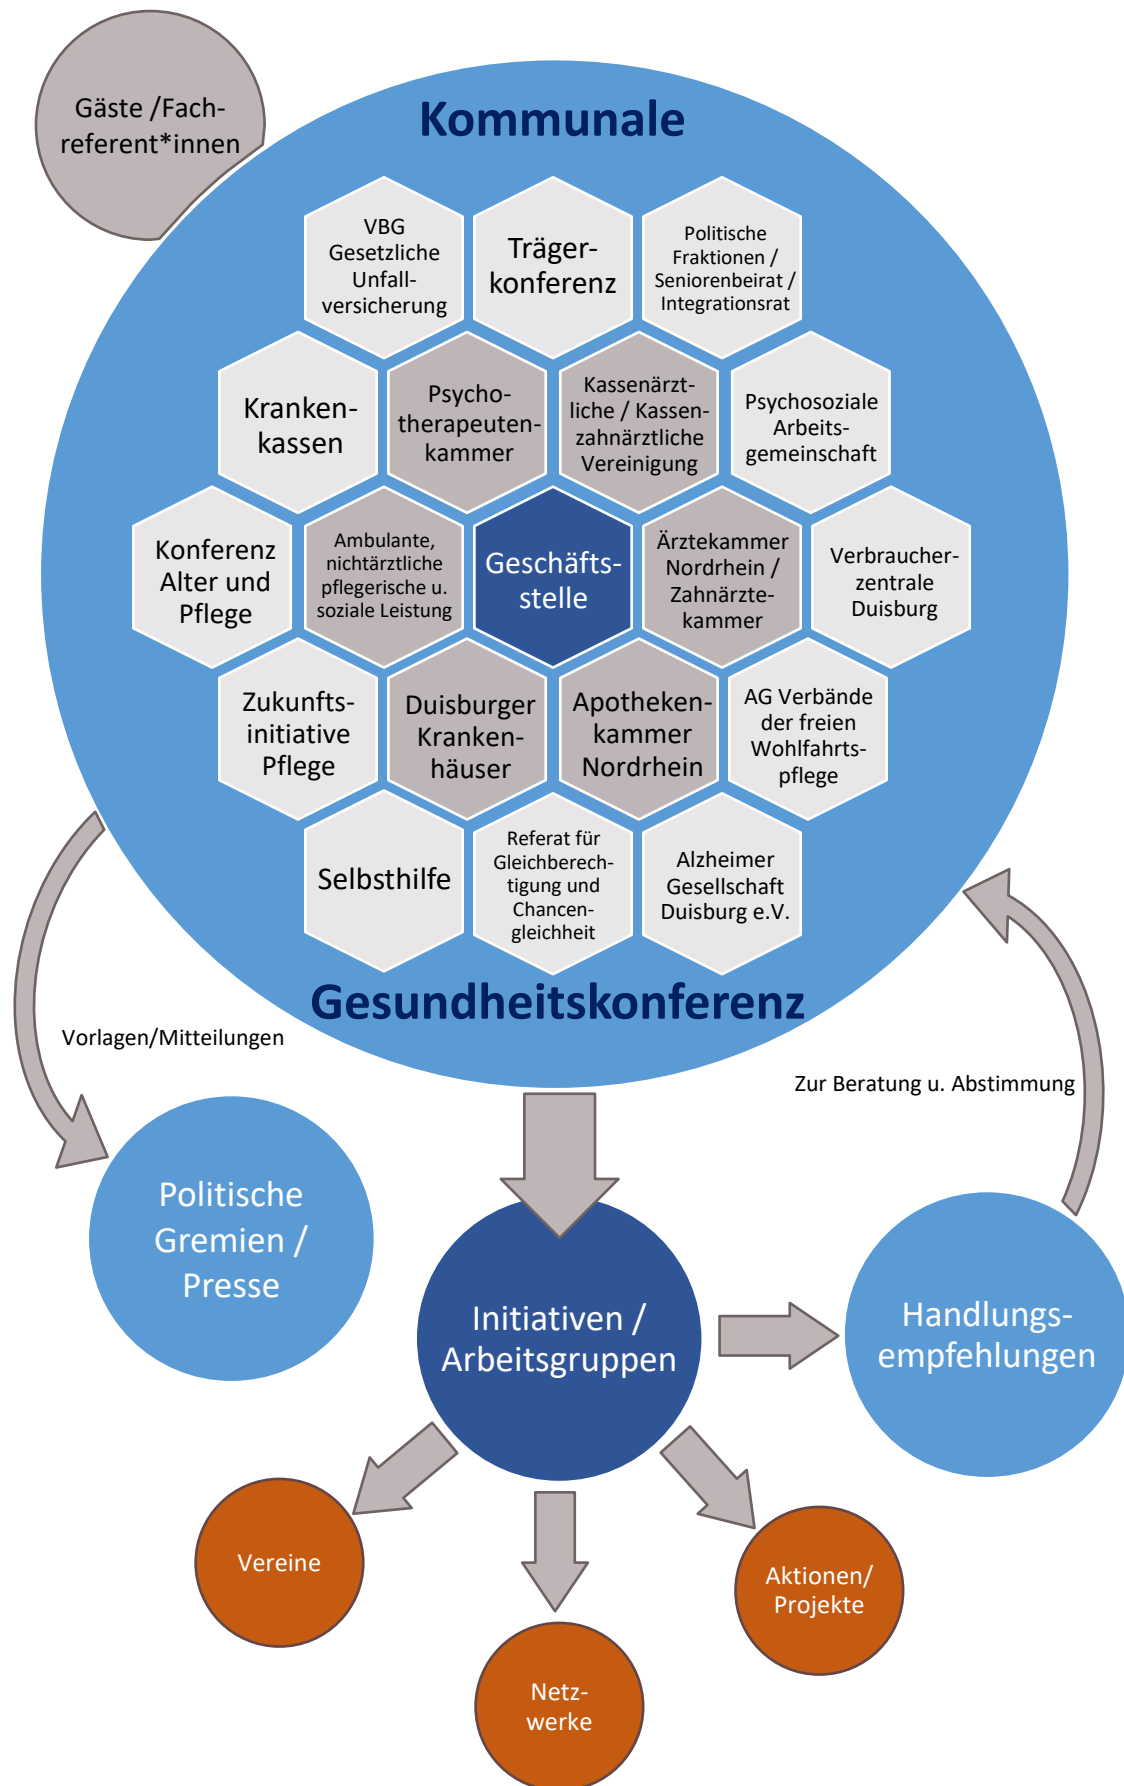 Gäste /Fach-
referent*innen
Kommunale
VBG
Gesetzliche
Unfall-
versicherung
Träger-
konferenz
Politische
Fraktionen /
Seniorenbeirat /
Integrationsrat
Kranken-
kassen
Psycho-
therapeuten-
kammer
Kassenärzt-
liche / Kassen-
zahnärztliche
Vereinigung
Psychosoziale
Arbeits-
gemeinschaft
Konferenz
Alter und
Pflege
Ambulante,
nichtärztliche
pflegerische u.
soziale Leistung
Geschäfts-
stelle
Ärztekammer
Nordrhein /
Zahnärzte-
kammer
Verbraucher-
zentrale
Duisburg
Zukunfts-
initiative
Pflege
Duisburger
Kranken-
häuser
Apotheken-
kammer
Nordrhein
AG Verbände
der freien
Wohlfahrts-
pflege
Selbsthilfe
Referat für
Gleichberech-
tigung und
Chancen-
gleichheit
Alzheimer
Gesellschaft
Duisburg e.V.
Gesundheitskonferenz
Vorlagen/Mitteilungen
Zur Beratung u. Abstimmung
Politische
Gremien /
Presse
Initiativen /
Arbeitsgruppen
Handlungs-
empfehlungen
Vereine
Netz-
werke
Aktionen/
Projekte